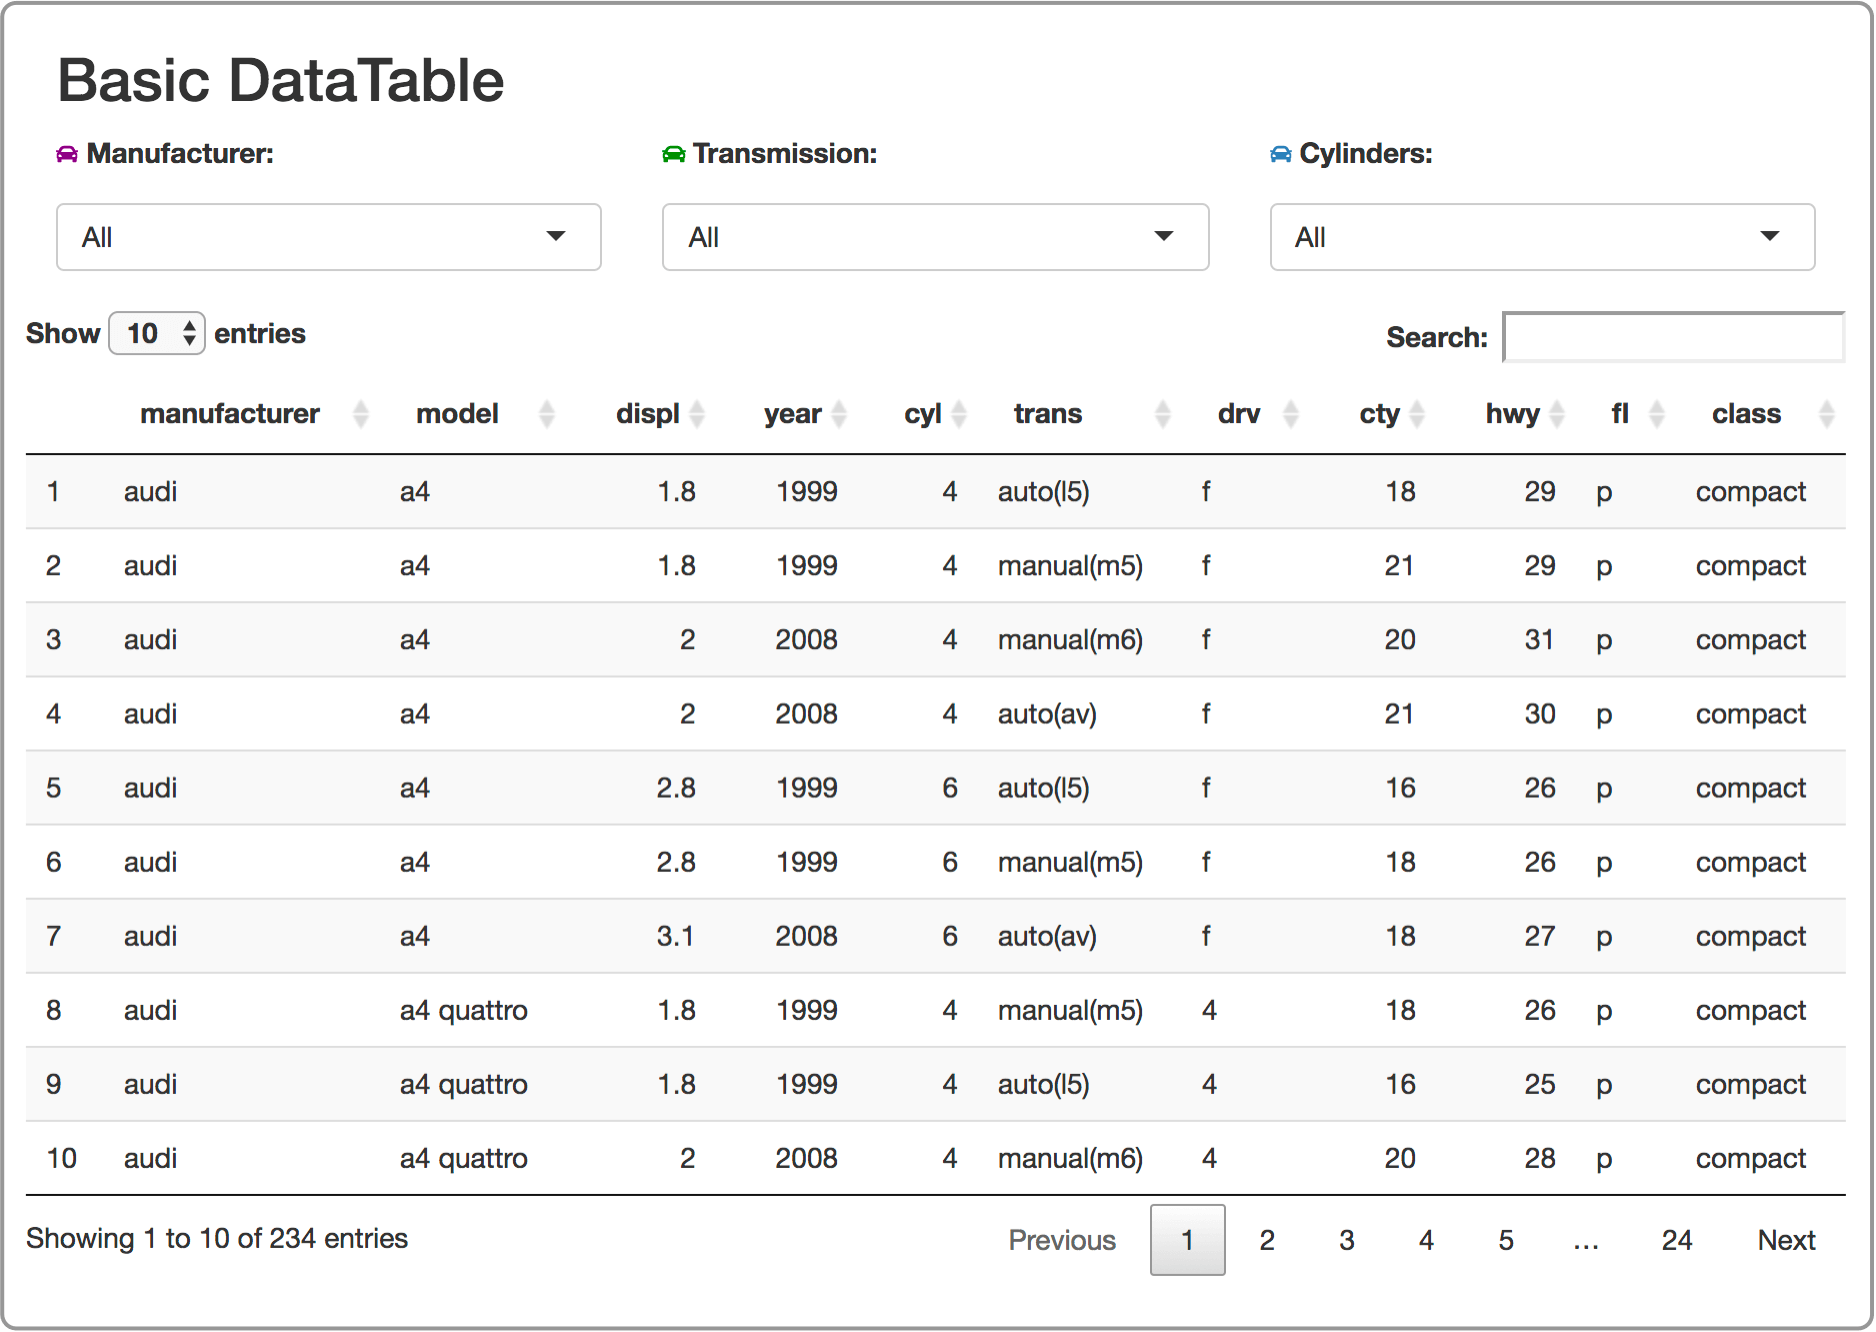 Basic DataTable
Manufacturer: Transmission: Cylinders:
All All All
Show 10 entries Search:
manufacturer model displ year cyl trans drv cty hwy fl class
1 audi a4 1.8 1999 4 auto(l5) f 18 29 p compact
2 audi a4 1.8 1999 4 manual(m5) f 21 29 p compact
3 audi a4 2 2008 4 manual(m6) f 20 31 p compact
4 audi a4 2 2008 4 auto(av) f 21 30 p compact
5 audi a4 2.8 1999 6 auto(l5) f 16 26 p compact
6 audi a4 2.8 1999 6 manual(m5) f 18 26 p compact
7 audi a4 3.1 2008 6 auto(av) f 18 27 p compact
8 audi a4 quattro 1.8 1999 4 manual(m5) 4 18 26 p compact
9 audi a4 quattro 1.8 1999 4 auto(l5) 4 16 25 p compact
10 audi a4 quattro 2 2008 4 manual(m6) 4 20 28 p compact
Showing 1 to 10 of 234 entries Previous 1 2 3 4 5 … 24 Next